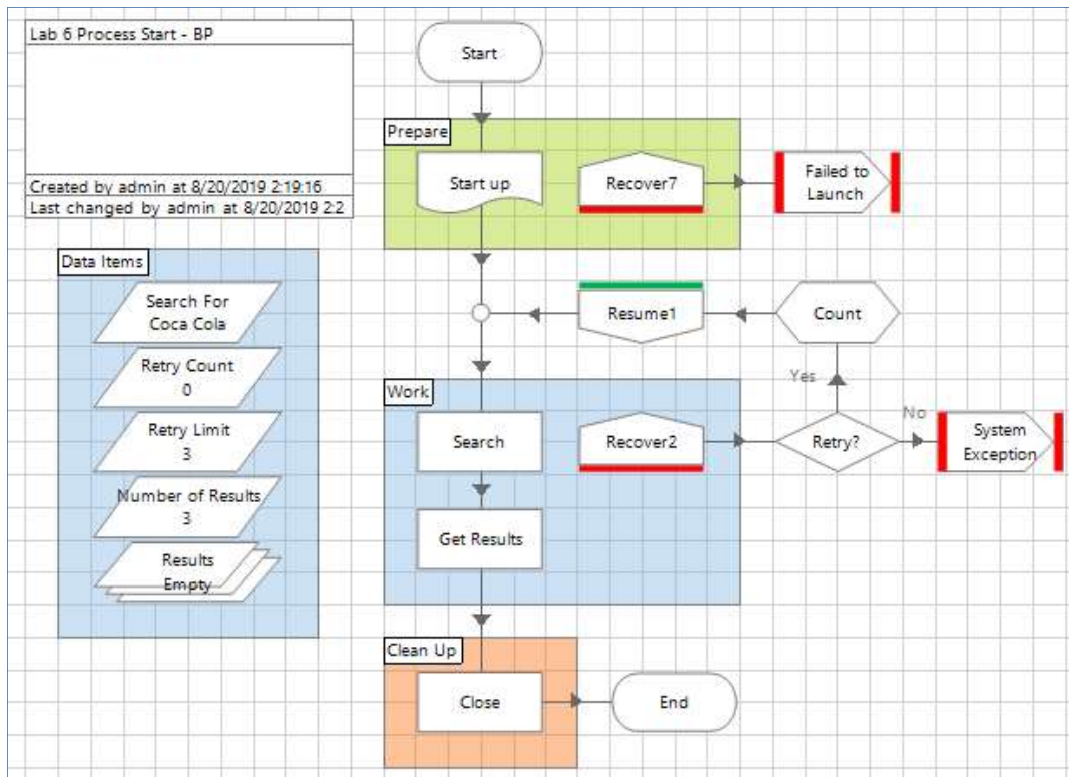 Lab 6 Process Start - BP
Created by admin at 8/20/2019 2:19:16
Last changed by admin at 8/20/2019 2:2
Start
Prepare
Start up
Recover7
Failed to
Launch
Data Items
Search For
Coca Cola
Retry Count
0
Retry Limit
3
Number of Results
3
Results
Empty
Resume1
Count
Yes
Work
Search
Recover2
Retry?
No
System
Exception
Get Results
Clean Up
Close
End